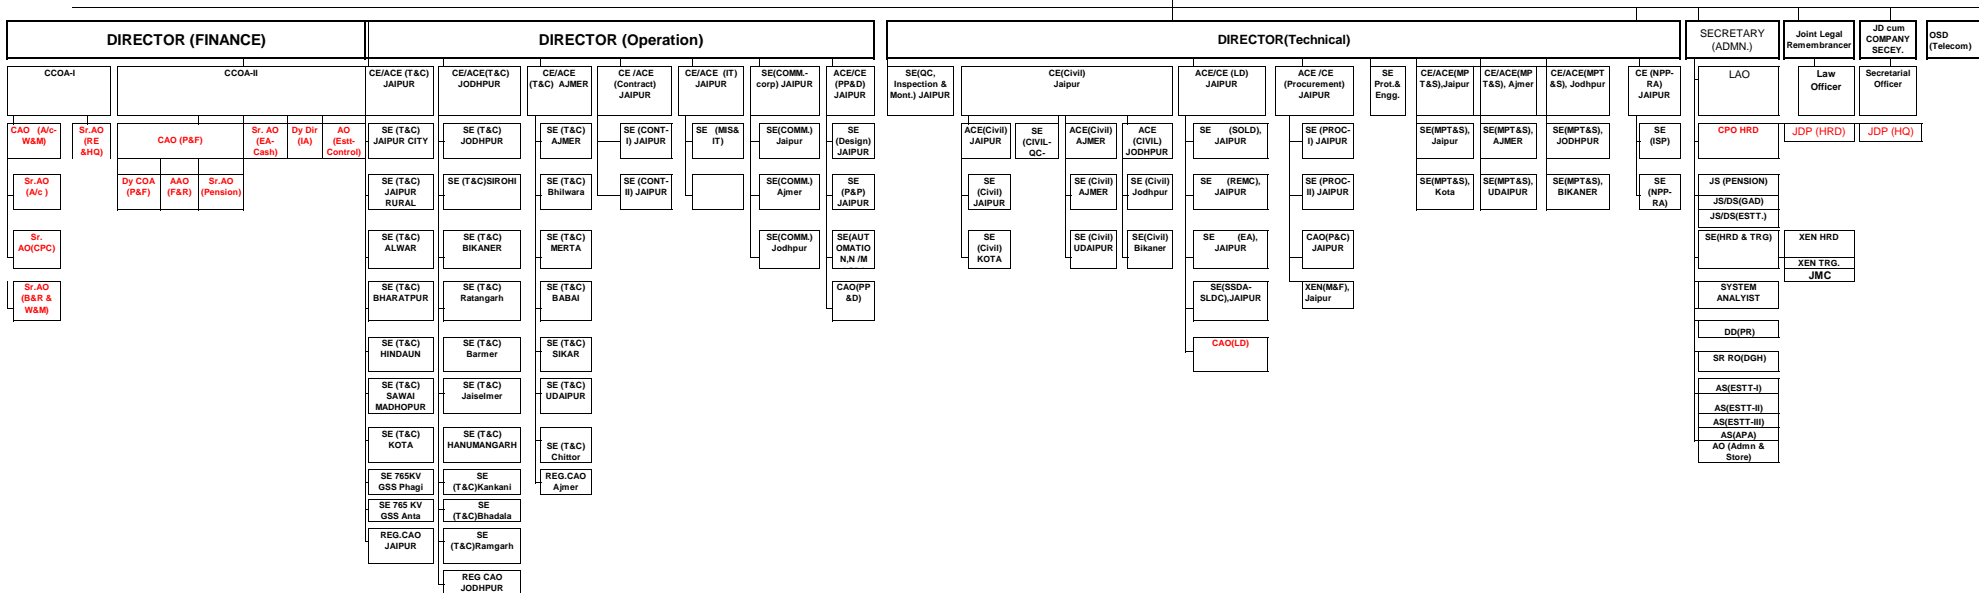 DIRECTOR (FINANCE)
DIRECTOR (Operation)
DIRECTOR(Technical)
SECRETARY
(ADMN.)
Joint Legal
Remembrancer
JD cum
COMPANY
SECEY.
OSD
(Telecom)
CCOA-I
CCOA-II
CE/ACE (T&C)
JAIPUR
CE/ACE(T&C)
JODHPUR
CE/ACE
(T&C) AJMER
CE /ACE
(Contract)
JAIPUR
CE/ACE (IT)
JAIPUR
SE(COMM.-
corp) JAIPUR
ACE/CE
(PP&D)
JAIPUR
SE(QC,
Inspection &
Mont.) JAIPUR
CE(Civil)
Jaipur
ACE/CE (LD)
JAIPUR
ACE /CE
(Procurement)
JAIPUR
SE
Prot.&
Engg.
CE/ACE(MP
T&S),Jaipur
CE/ACE(MP
T&S), Ajmer
CE/ACE(MPT
&S), Jodhpur
CE (NPP-
RA)
JAIPUR
LAO
Law
Officer
Secretarial
Officer
CAO (A/c-
W&M)
Sr.AO
(RE
&HQ)
CAO (P&F)
Sr. AO
(EA-
Cash)
Dy Dir
(IA)
AO
(Estt-
Control)
SE (T&C)
JAIPUR CITY
SE (T&C)
JODHPUR
SE (T&C)
AJMER
SE (CONT-
I) JAIPUR
SE (MIS&
IT)
SE(COMM.)
Jaipur
SE
(Design)
JAIPUR
ACE(Civil)
JAIPUR
SE
(CIVIL-
QC-
ACE(Civil)
AJMER
ACE
(CIVIL)
JODHPUR
SE (SOLD),
JAIPUR
SE (PROC-
I) JAIPUR
SE(MPT&S),
Jaipur
SE(MPT&S),
AJMER
SE(MPT&S),
JODHPUR
SE
(ISP)
CPO HRD
JDP (HRD)
JDP (HQ)
Sr.AO
(A/c )
Dy COA
(P&F)
AAO
(F&R)
Sr.AO
(Pension)
SE (T&C)
JAIPUR
RURAL
SE (T&C)SIROHI
SE (T&C)
Bhilwara
SE (CONT-
II) JAIPUR
SE(COMM)
Ajmer
SE
(P&P)
JAIPUR
SE
(Civil)
JAIPUR
SE (Civil)
AJMER
SE (Civil)
Jodhpur
SE (REMC),
JAIPUR
SE (PROC-
II) JAIPUR
SE(MPT&S),
Kota
SE(MPT&S),
UDAIPUR
SE(MPT&S),
BIKANER
SE
(NPP-
RA)
JS (PENSION)
JS/DS(GAD)
JS/DS(ESTT.)
Sr.
AO(CPC)
SE (T&C)
ALWAR
SE (T&C)
BIKANER
SE (T&C)
MERTA
SE(COMM.)
Jodhpur
SE(AUT
OMATIO
N,N /M
SE
(Civil)
KOTA
SE (Civil)
UDAIPUR
SE(Civil)
Bikaner
SE (EA),
JAIPUR
CAO(P&C)
JAIPUR
SE(HRD & TRG)
XEN HRD
XEN TRG.
JMC
Sr.AO
(B&R &
W&M)
SE (T&C)
BHARATPUR
SE (T&C)
Ratangarh
SE (T&C)
BABAI
CAO(PP
&D)
SE(SSDA-
SLDC),JAIPUR
XEN(M&F),
Jaipur
SYSTEM
ANALYIST
DD(PR)
SE (T&C)
HINDAUN
SE (T&C)
Barmer
SE (T&C)
SIKAR
CAO(LD)
SR RO(DGH)
SE (T&C)
SAWAI
MADHOPUR
SE (T&C)
Jaiselmer
SE (T&C)
UDAIPUR
AS(ESTT-I)
AS(ESTT-II)
AS(ESTT-III)
AS(APA)
AO (Admn &
Store)
SE (T&C)
KOTA
SE (T&C)
HANUMANGARH
SE (T&C)
Chittor
SE 765KV
GSS Phagi
SE
(T&C)Kankani
REG.CAO
Ajmer
SE 765 KV
GSS Anta
SE
(T&C)Bhadala
REG.CAO
JAIPUR
SE
(T&C)Ramgarh
REG CAO
JODHPUR